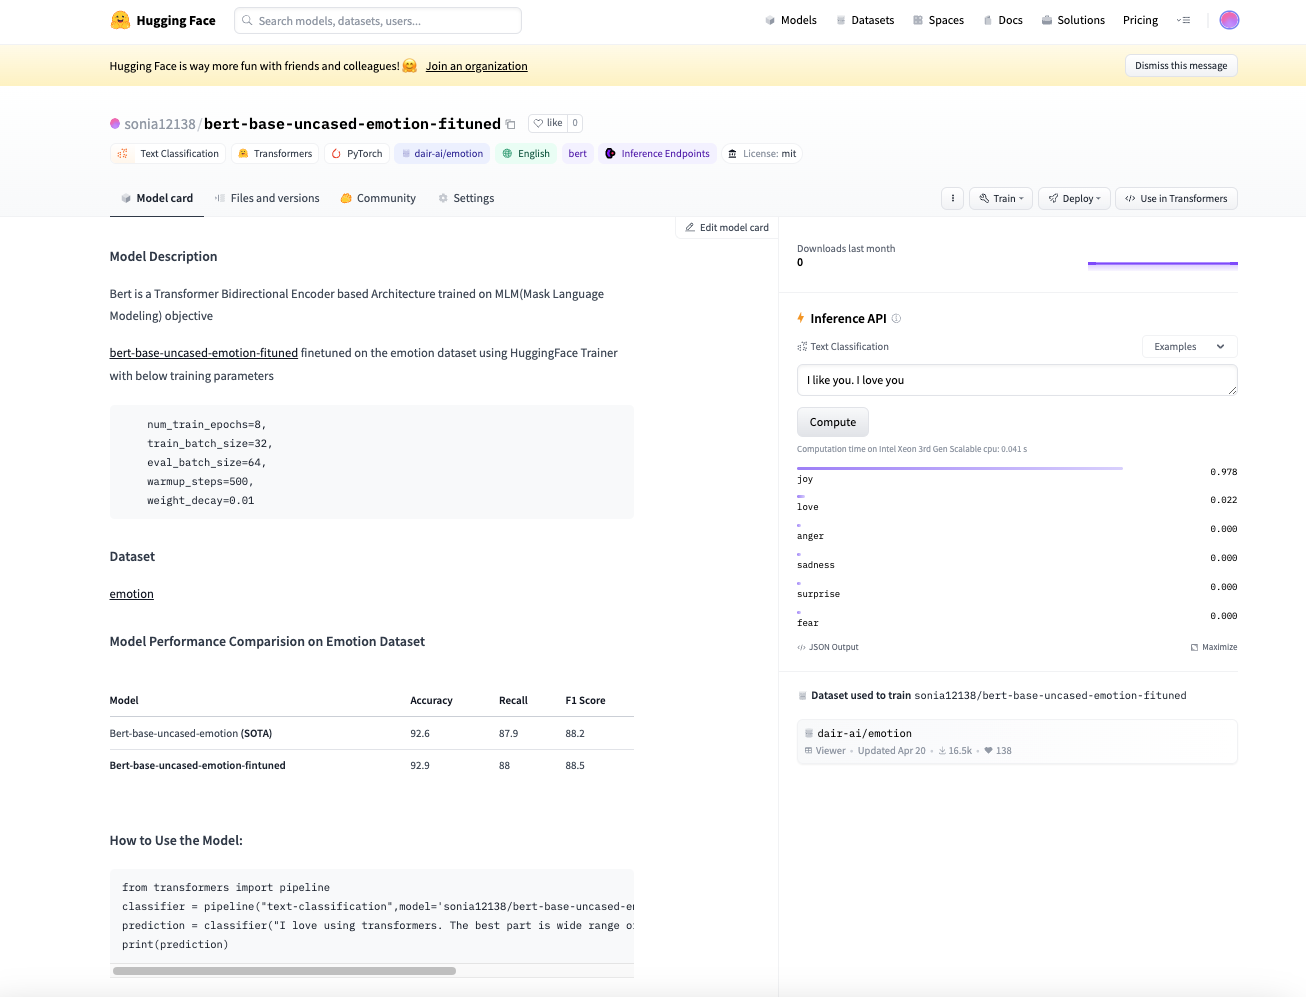 Hugging Face
Search models, datasets, users...
Models
Datasets
Spaces
Docs
Solutions
Pricing
Hugging Face is way more fun with friends and colleagues! 🤗 Join an organization
Dismiss this message
sonia12138/bert-base-uncased-emotion-fituned
like 0
Text Classification
Transformers
PyTorch
dair-ai/emotion
English
bert
Inference Endpoints
License: mit
Model card
Files and versions
Community
Settings
Train
Deploy
</> Use in Transformers
Edit model card
Model Description
Bert is a Transformer Bidirectional Encoder based Architecture trained on MLM(Mask Language
Modeling) objective
bert-base-uncased-emotion-fituned finetuned on the emotion dataset using HuggingFace Trainer
with below training parameters
num_train_epochs=8,
train_batch_size=32,
eval_batch_size=64,
warmup_steps=500,
weight_decay=0.01
Dataset
emotion
Model Performance Comparision on Emotion Dataset
Model Accuracy Recall F1 Score
Bert-base-uncased-emotion (SOTA) 92.6 87.9 88.2
Bert-base-uncased-emotion-fintuned 92.9 88 88.5
How to Use the Model:
from transformers import pipeline
classifier = pipeline("text-classification",model='sonia12138/bert-base-uncased-e
prediction = classifier("I love using transformers. The best part is wide range o
print(prediction)
Downloads last month
0
Inference API
Text Classification
Examples
I like you. I love you
Compute
Computation time on Intel Xeon 3rd Gen Scalable cpu: 0.041 s
joy 0.978
love 0.022
anger 0.000
sadness 0.000
surprise 0.000
fear 0.000
</> JSON Output
Maximize
Dataset used to train sonia12138/bert-base-uncased-emotion-fituned
dair-ai/emotion
Viewer • Updated Apr 20 • 16.5k • 138